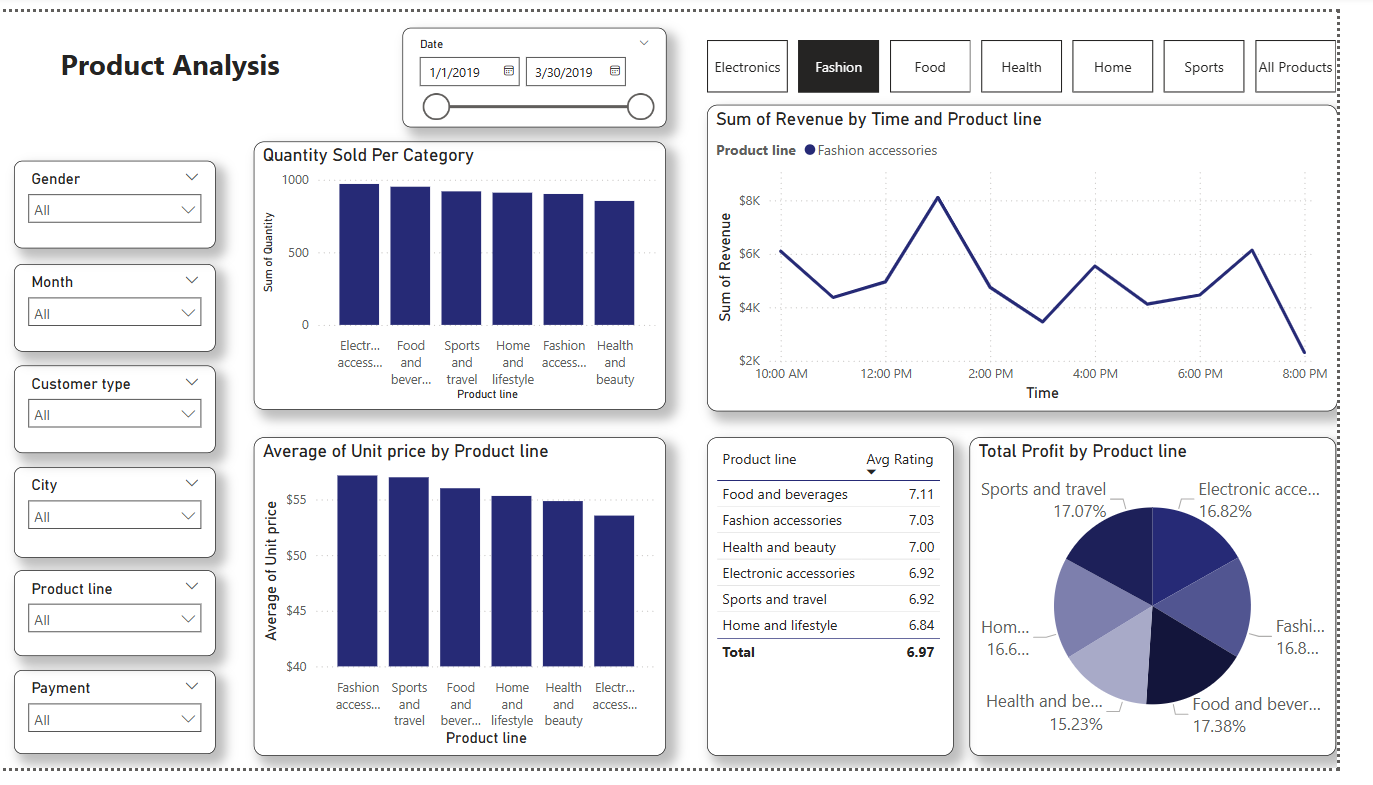 Product Analysis
Date
1/1/2019
3/30/2019
Electronics
Fashion
Food
Health
Home
Sports
All Products
Gender
All
Month
All
Customer type
All
City
All
Product line
All
Payment
All
Quantity Sold Per Category
Sum of Quantity
1000
500
0
Electr... access...
Food and bever...
Sports and travel
Home and lifestyle
Fashion access...
Health and beauty
Product line
Sum of Revenue by Time and Product line
Product line Fashion accessories
Sum of Revenue
$8K
$6K
$4K
$2K
10:00 AM
12:00 PM
2:00 PM
4:00 PM
6:00 PM
8:00 PM
Time
Average of Unit price by Product line
Average of Unit price
$55
$50
$45
$40
Fashion access...
Sports and travel
Food and bever...
Home and lifestyle
Health and beauty
Electr... access...
Product line
Product line Avg Rating
Food and beverages 7.11
Fashion accessories 7.03
Health and beauty 7.00
Electronic accessories 6.92
Sports and travel 6.92
Home and lifestyle 6.84
Total 6.97
Total Profit by Product line
Sports and travel
17.07%
Electronic acce...
16.82%
Hom...
16.6...
Fashi...
16.8...
Health and be...
15.23%
Food and bever...
17.38%